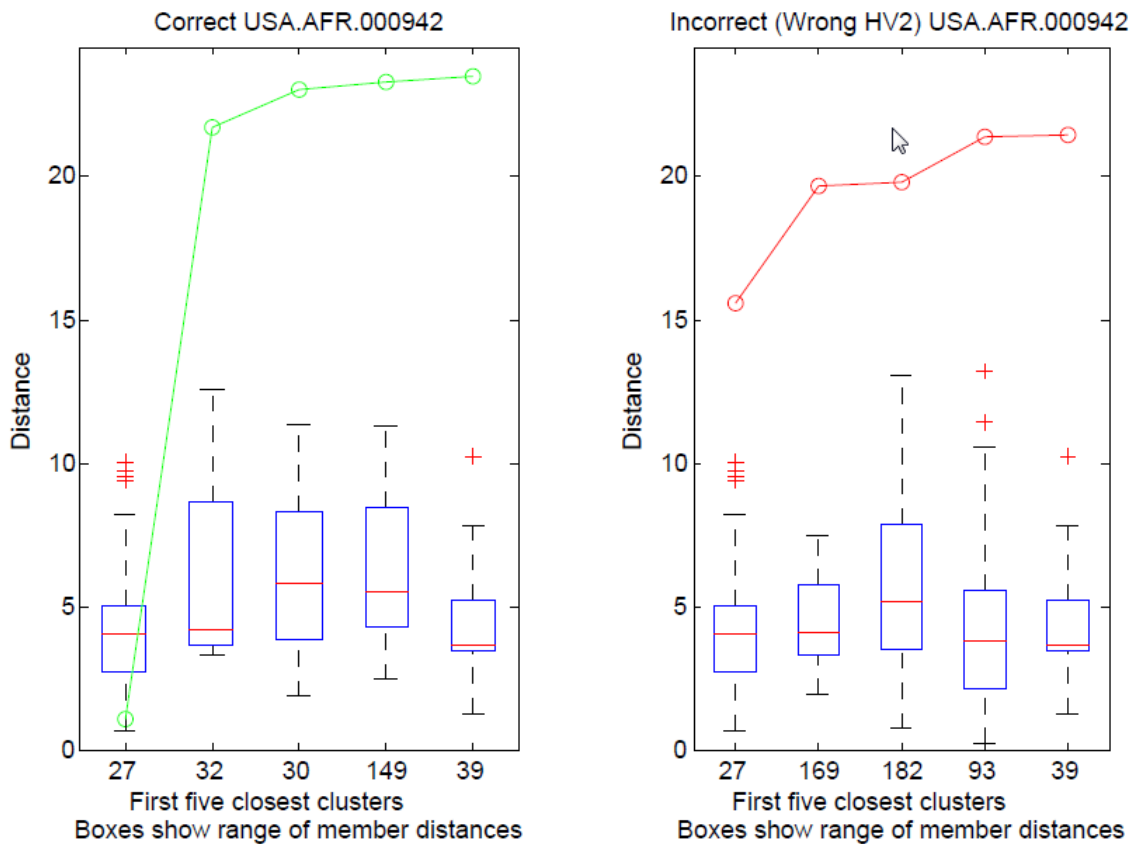 Correct USA.AFR.000942
Distance
20
15
10
5
0
27 32 30 149 39
First five closest clusters
Boxes show range of member distances
Incorrect (Wrong HV2) USA.AFR.000942
Distance
20
15
10
5
0
27 169 182 93 39
First five closest clusters
Boxes show range of member distances